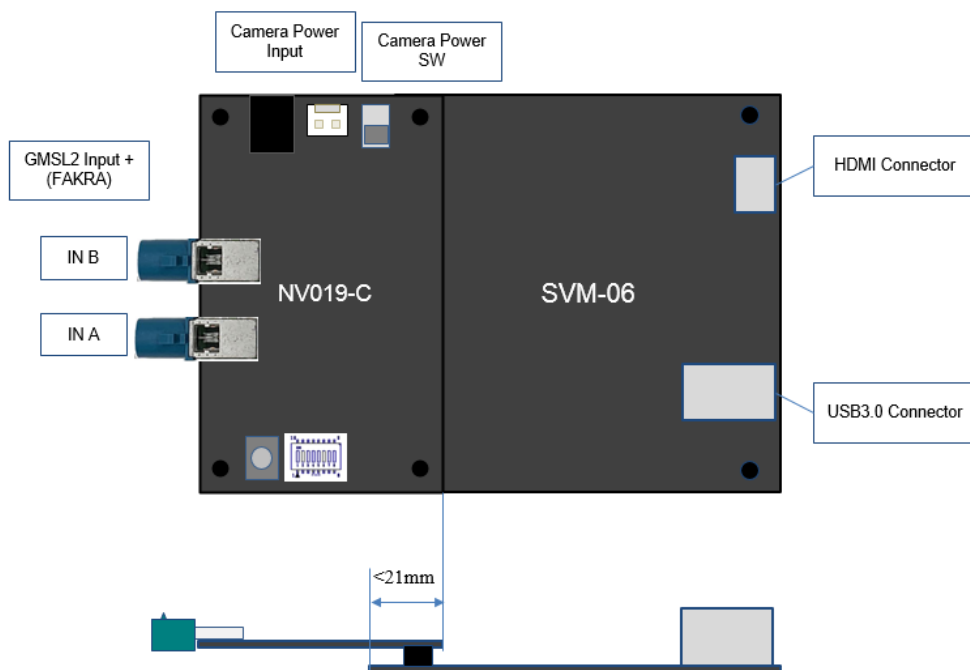 Camera Power
Input
Camera Power
SW
GMSL2 Input +
(FAKRA)
HDMI Connector
IN B
NV019-C
SVM-06
IN A
USB3.0 Connector
<21mm